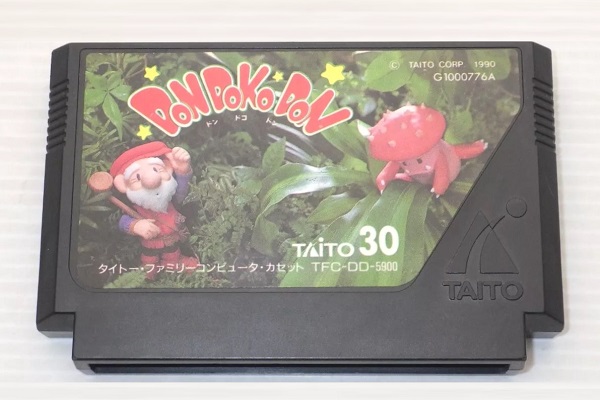 © TAITO CORP. 1990
G1000776A
DON DOKO DON
ドン ドコ ドン
TAITO 30
タイトー・ファミリーコンピュータ・カセット TFC-DD-5900
TAITO